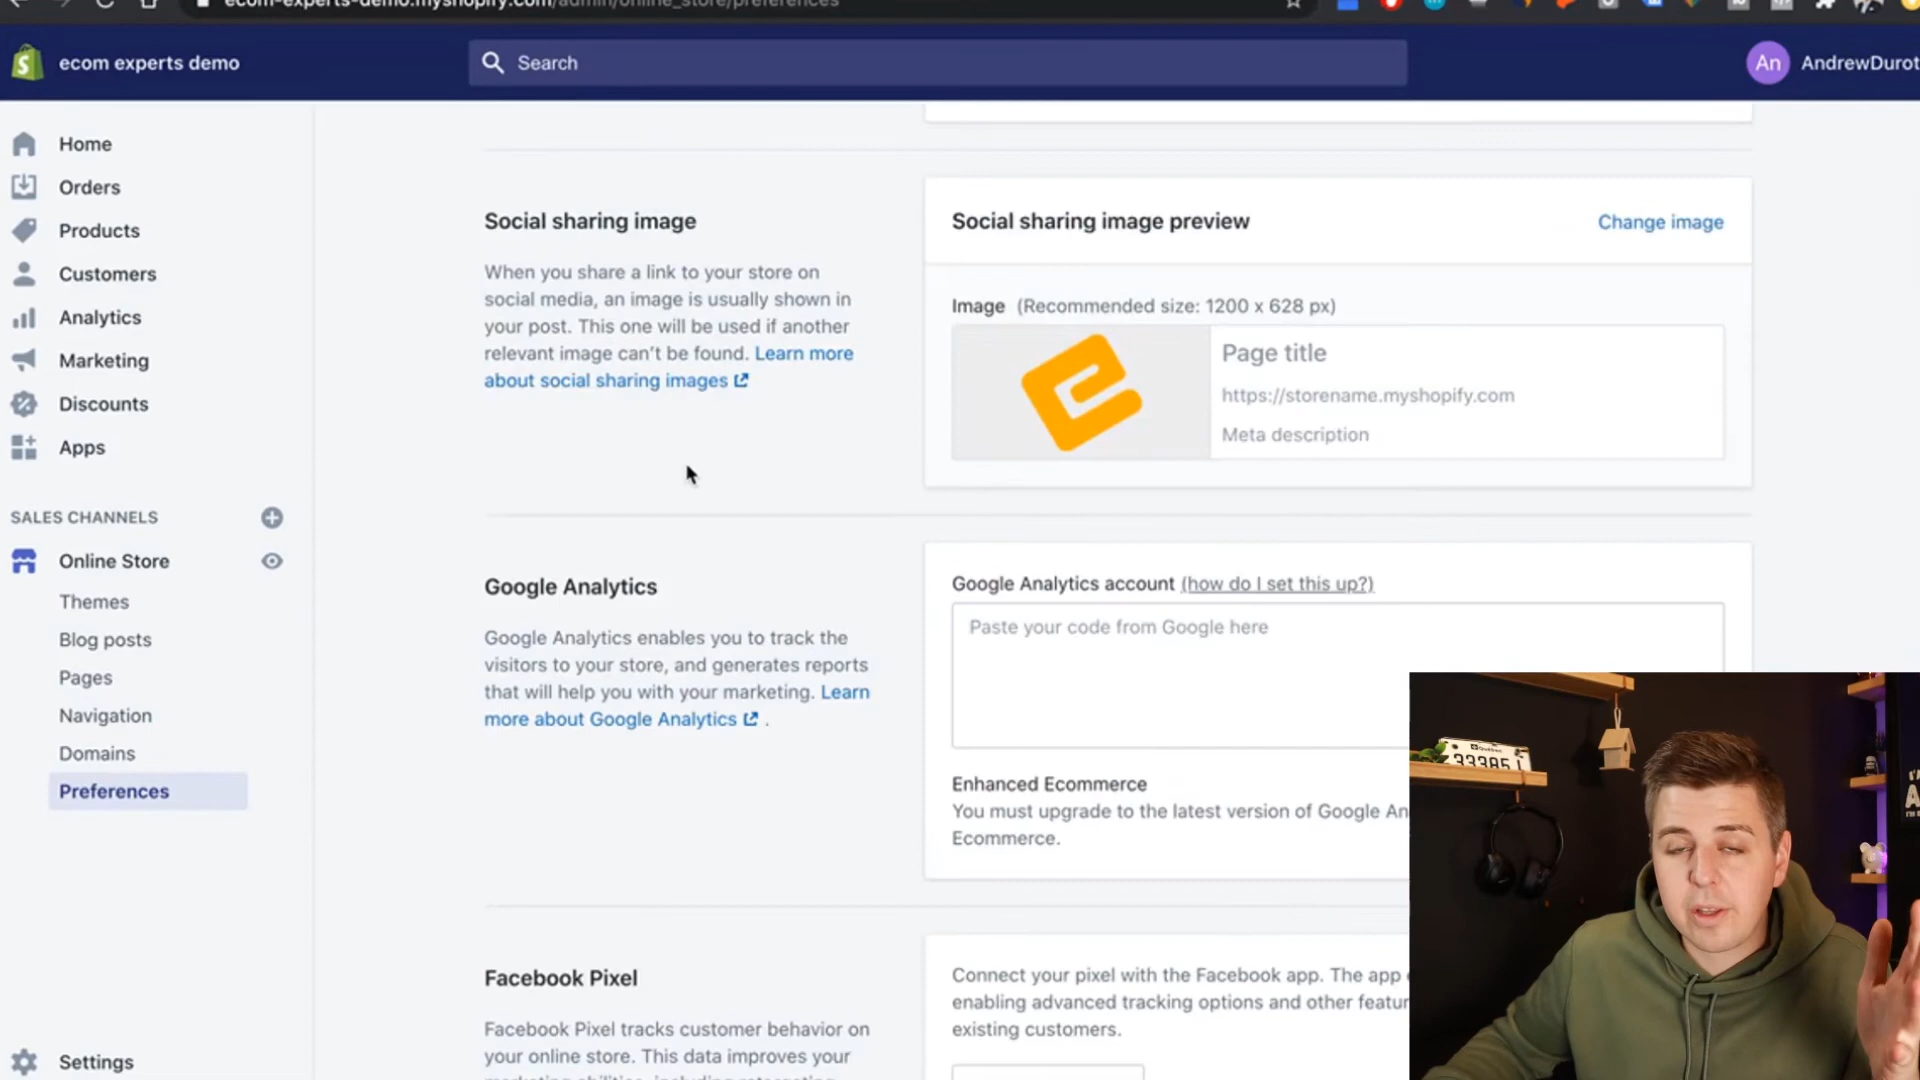 ecom-experts-demo.myshopify.com/admin/online_store/preferences
ecom experts demo
Search
An
AndrewDurot
Home
Orders
Products
Customers
Analytics
Marketing
Discounts
Apps
SALES CHANNELS
Online Store
Themes
Blog posts
Pages
Navigation
Domains
Preferences
Settings
Social sharing image
When you share a link to your store on
social media, an image is usually shown in
your post. This one will be used if another
relevant image can't be found. Learn more
about social sharing images
Social sharing image preview
Change image
Image (Recommended size: 1200 x 628 px)
Page title
https://storename.myshopify.com
Meta description
Google Analytics
Google Analytics enables you to track the
visitors to your store, and generates reports
that will help you with your marketing. Learn
more about Google Analytics .
Google Analytics account (how do I set this up?)
Paste your code from Google here
Enhanced Ecommerce
You must upgrade to the latest version of Google An
Ecommerce.
Facebook Pixel
Facebook Pixel tracks customer behavior on
your online store. This data improves your
Connect your pixel with the Facebook app. The app
enabling advanced tracking options and other featur
existing customers.